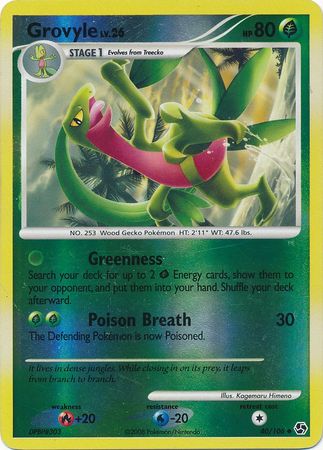 Grovyle LV.26 HP 80
STAGE 1 Evolves from Treecko
NO. 253 Wood Gecko Pokémon HT: 2'11" WT: 47.6 lbs.
Greenness
Search your deck for up to 2 Energy cards, show them
to your opponent, and put them into your hand. Shuffle your deck
afterward.
Poison Breath 30
The Defending Pokémon is now Poisoned.
It lives in dense jungles. While closing in on its prey, it leaps
from branch to branch.
Illus. Kagemaru Himeno
weakness resistance retreat cost
+20 -20
©2008 Pokémon/Nintendo
40/106